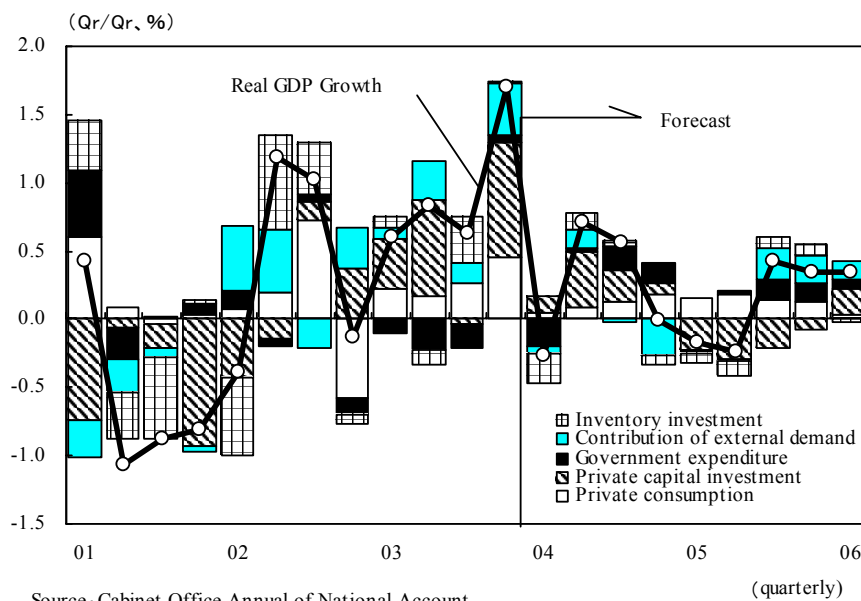 (Qr/Qr、%)
2.0
1.5
1.0
0.5
0.0
-0.5
-1.0
-1.5
Real GDP Growth
Forecast
Inventory investment
Contribution of external demand
Government expenditure
Private capital investment
Private consumption
01 02 03 04 05 06
(quarterly)
Source: Cabinet Office Annual of National Account